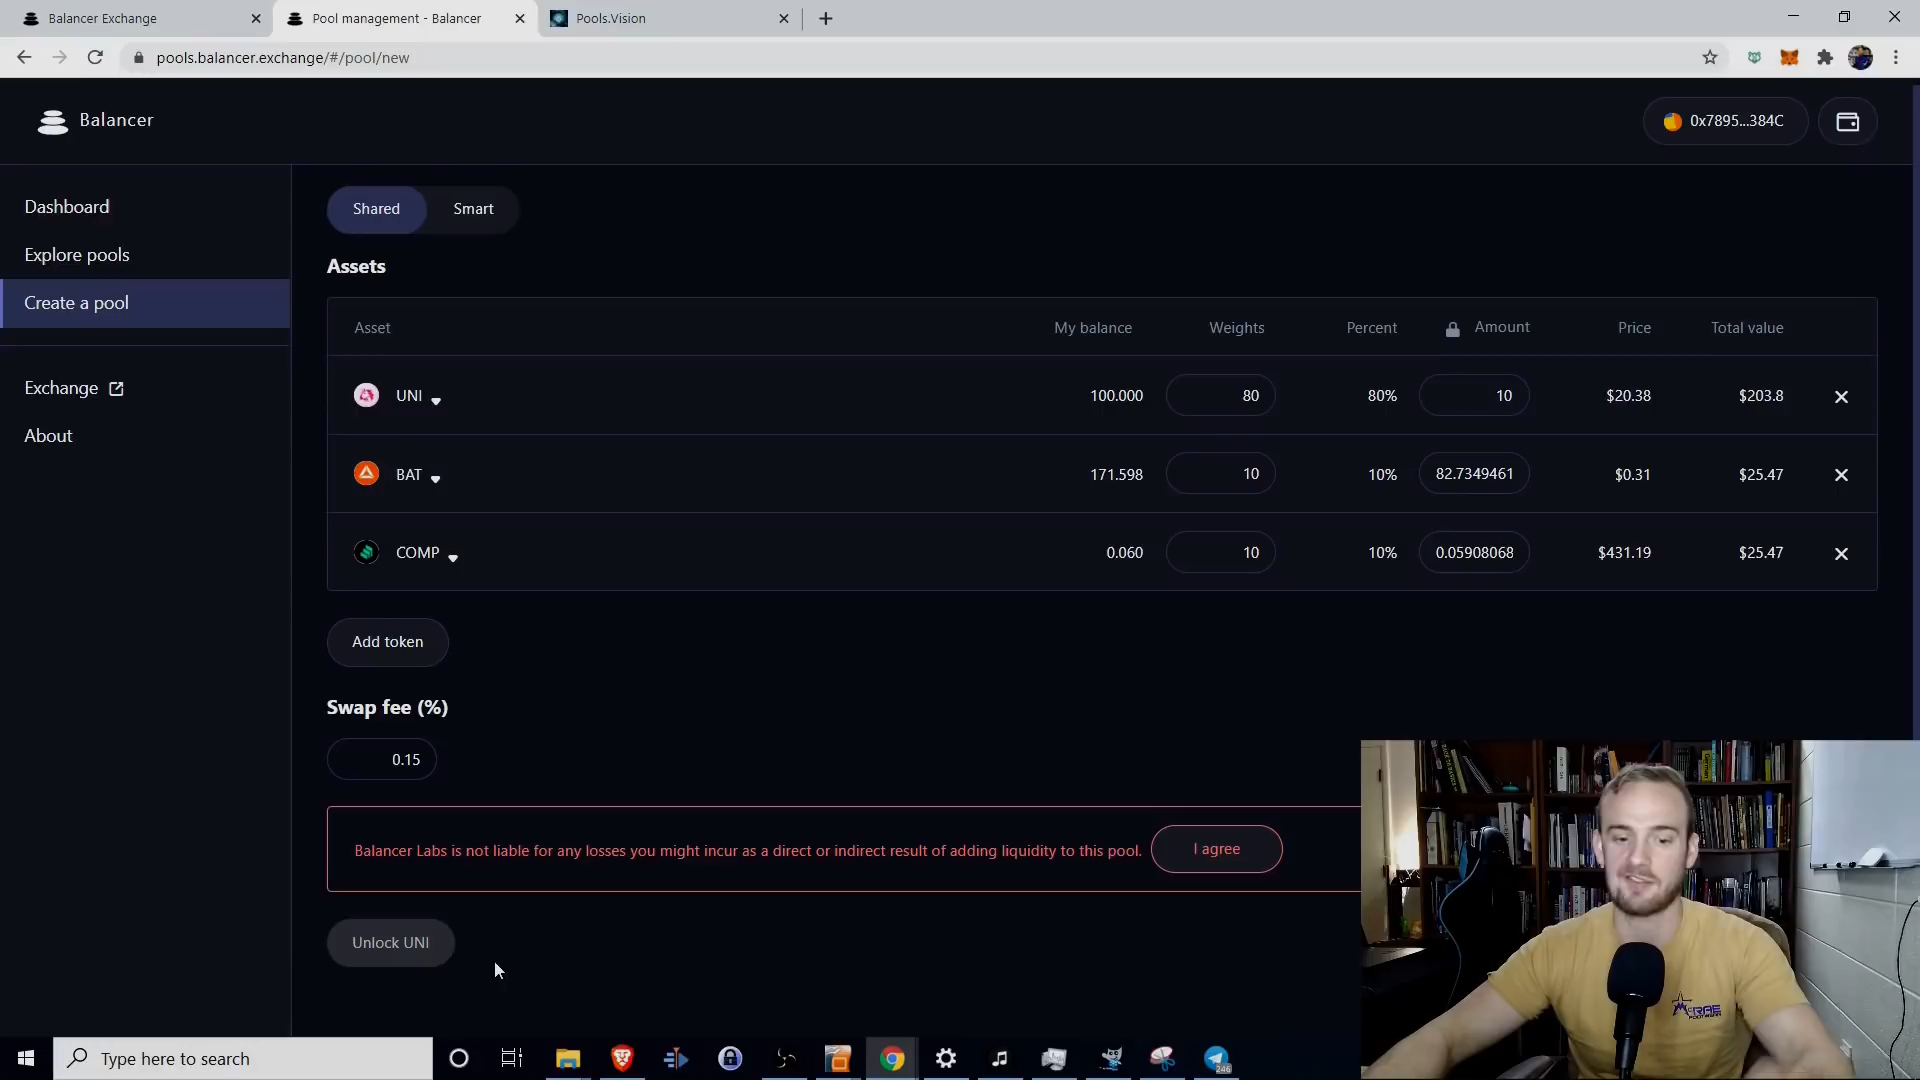 Balancer Exchange
Pool management - Balancer
Pools.Vision
pools.balancer.exchange/#/pool/new
Balancer
0x7895...384C
Dashboard
Explore pools
Create a pool
Exchange
About
Shared
Smart
Assets
Asset
My balance
Weights
Percent
Amount
Price
Total value
UNI
100.000
80
80%
10
$20.38
$203.8
BAT
171.598
10
10%
82.7349461
$0.31
$25.47
COMP
0.060
10
10%
0.05908068
$431.19
$25.47
Add token
Swap fee (%)
0.15
Balancer Labs is not liable for any losses you might incur as a direct or indirect result of adding liquidity to this pool.
I agree
Unlock UNI
McRAE
FOOTWEAR
Type here to search
246